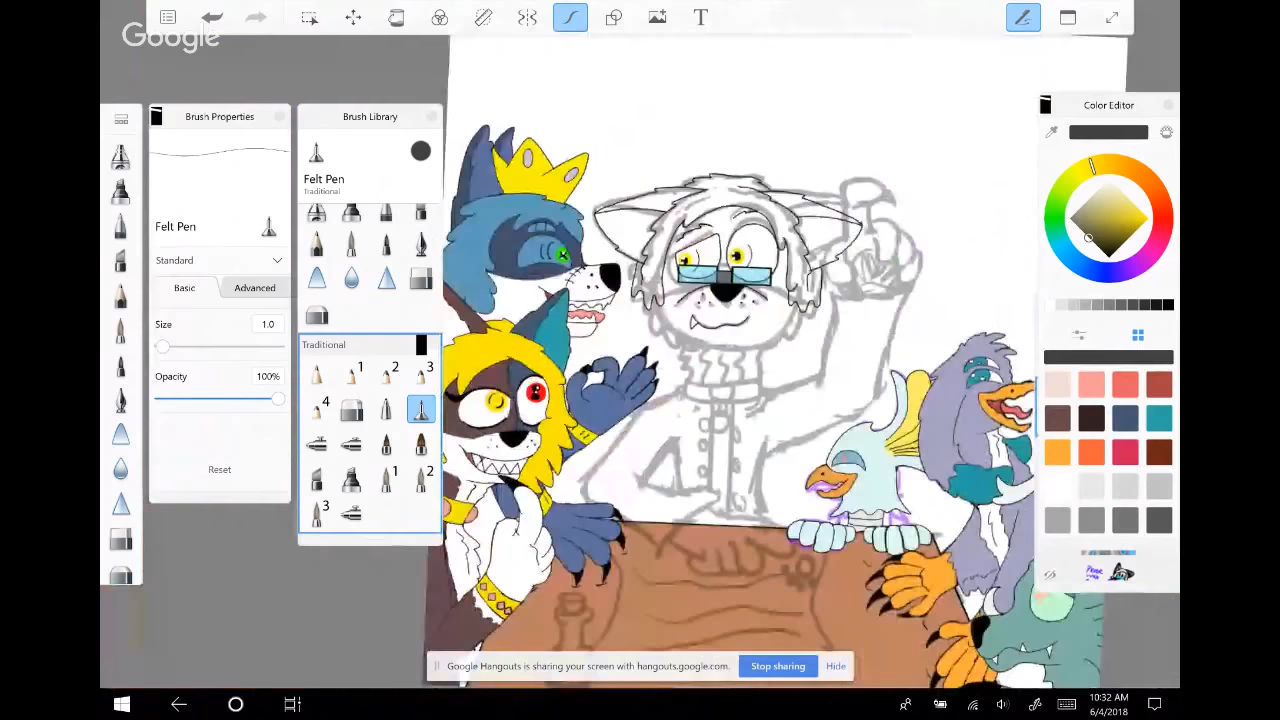 Google
T
Brush Properties
Brush Library
Color Editor
Felt Pen
Traditional
Felt Pen
Standard
Basic
Advanced
Size
1.0
Traditional
1
2
3
Opacity
100%
4
Reset
1
2
3
Google Hangouts is sharing your screen with hangouts.google.com.
Stop sharing
Hide
10:32 AM
6/4/2018